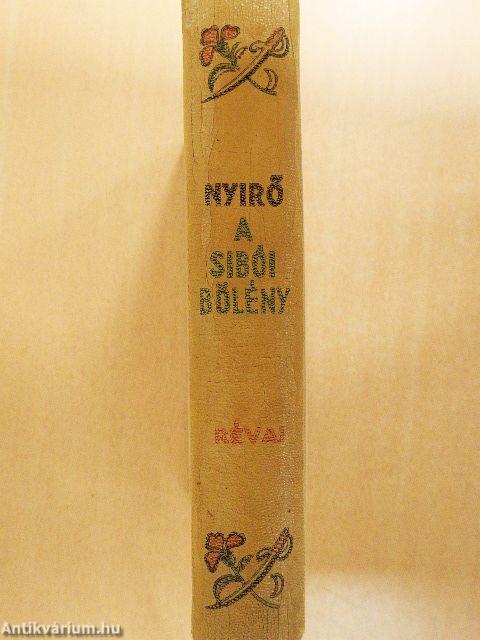 NYIRŐ
A
SIBÓI
BÖLÉNY
RÉVAI
Antikvárium.hu